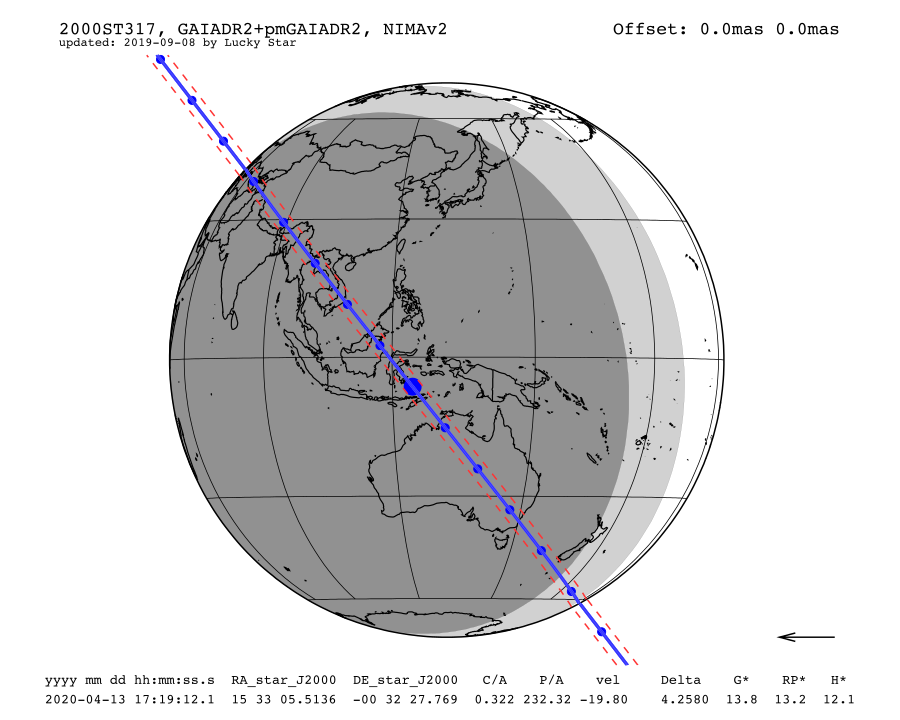 2000ST317, GAIADR2+pmGAIADR2, NIMAv2 Offset: 0.0mas 0.0mas
updated: 2019-09-08 by Lucky Star
yyyy mm dd hh:mm:ss.s RA_star_J2000 DE_star_J2000 C/A P/A vel Delta G* RP* H*
2020-04-13 17:19:12.1 15 33 05.5136 -00 32 27.769 0.322 232.32 -19.80 4.2580 13.8 13.2 12.1